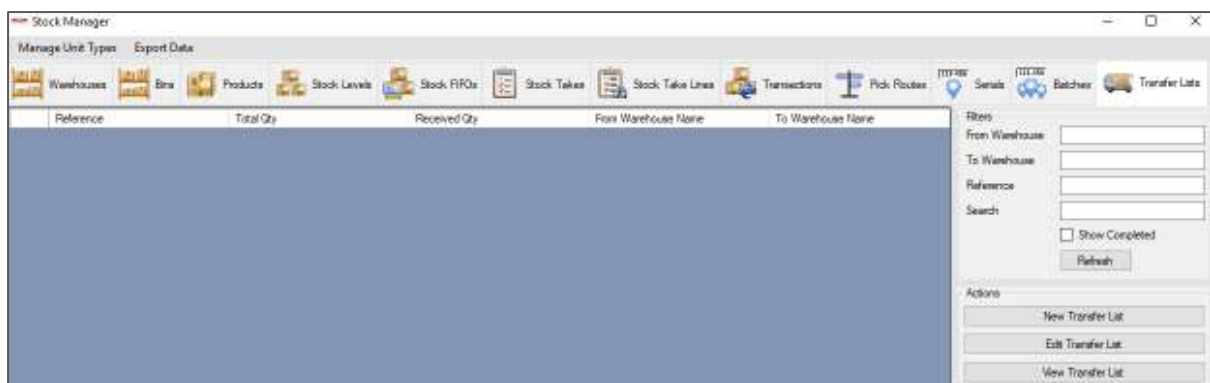 Stock Manager
Manage Unit Types Export Data
Warehouses Bins Products Stock Levels Stock FIFOs Stock Takes Stock Take Lines Transactions Pick Routes Serials Batches Transfer Lists
Reference Total Qty Received Qty From Warehouse Name To Warehouse Name
Filters
From Warehouse
To Warehouse
Reference
Search
Show Completed
Refresh
Actions
New Transfer List
Edit Transfer List
View Transfer List